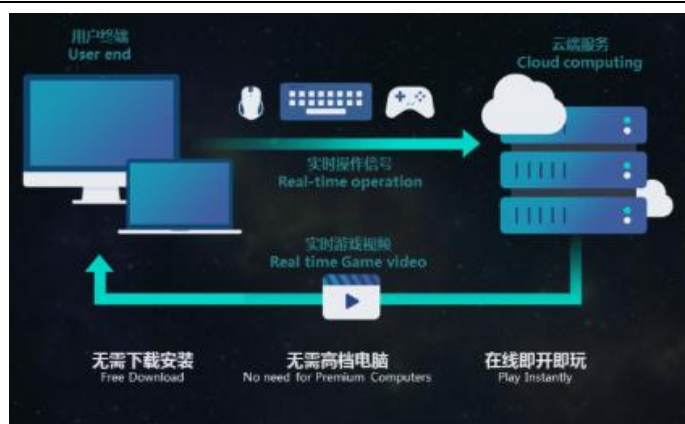 用户终端
User end
云端服务
Cloud computing
实时操作信号
Real-time operation
实时游戏视频
Real time Game video
无需下载安装
Free Download
无需高档电脑
No need for Premium Computers
在线即开即玩
Play Instantly